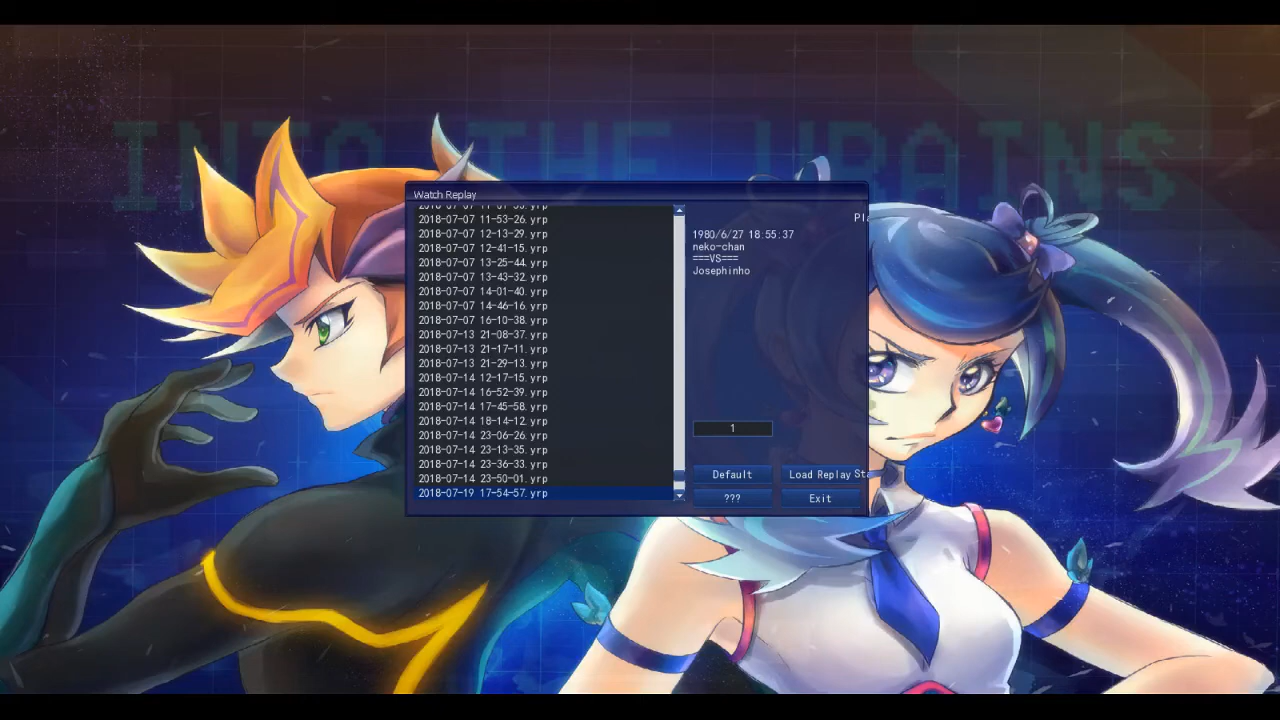 INTO THE VRAINS
Watch Replay
2018-07-07 11-53-26.yrp
2018-07-07 12-13-29.yrp
2018-07-07 12-41-15.yrp
2018-07-07 13-25-44.yrp
2018-07-07 13-43-32.yrp
2018-07-07 14-01-40.yrp
2018-07-07 14-46-16.yrp
2018-07-07 16-10-38.yrp
2018-07-13 21-08-37.yrp
2018-07-13 21-17-11.yrp
2018-07-13 21-29-13.yrp
2018-07-14 12-17-15.yrp
2018-07-14 16-52-39.yrp
2018-07-14 17-45-58.yrp
2018-07-14 18-14-12.yrp
2018-07-14 23-06-26.yrp
2018-07-14 23-13-35.yrp
2018-07-14 23-36-33.yrp
2018-07-14 23-50-01.yrp
2018-07-19 17-54-57.yrp
Pla
1980/6/27 18:55:37
neko-chan
===VS===
Josephinho
1
Default
Load Replay
Sta
???
Exit